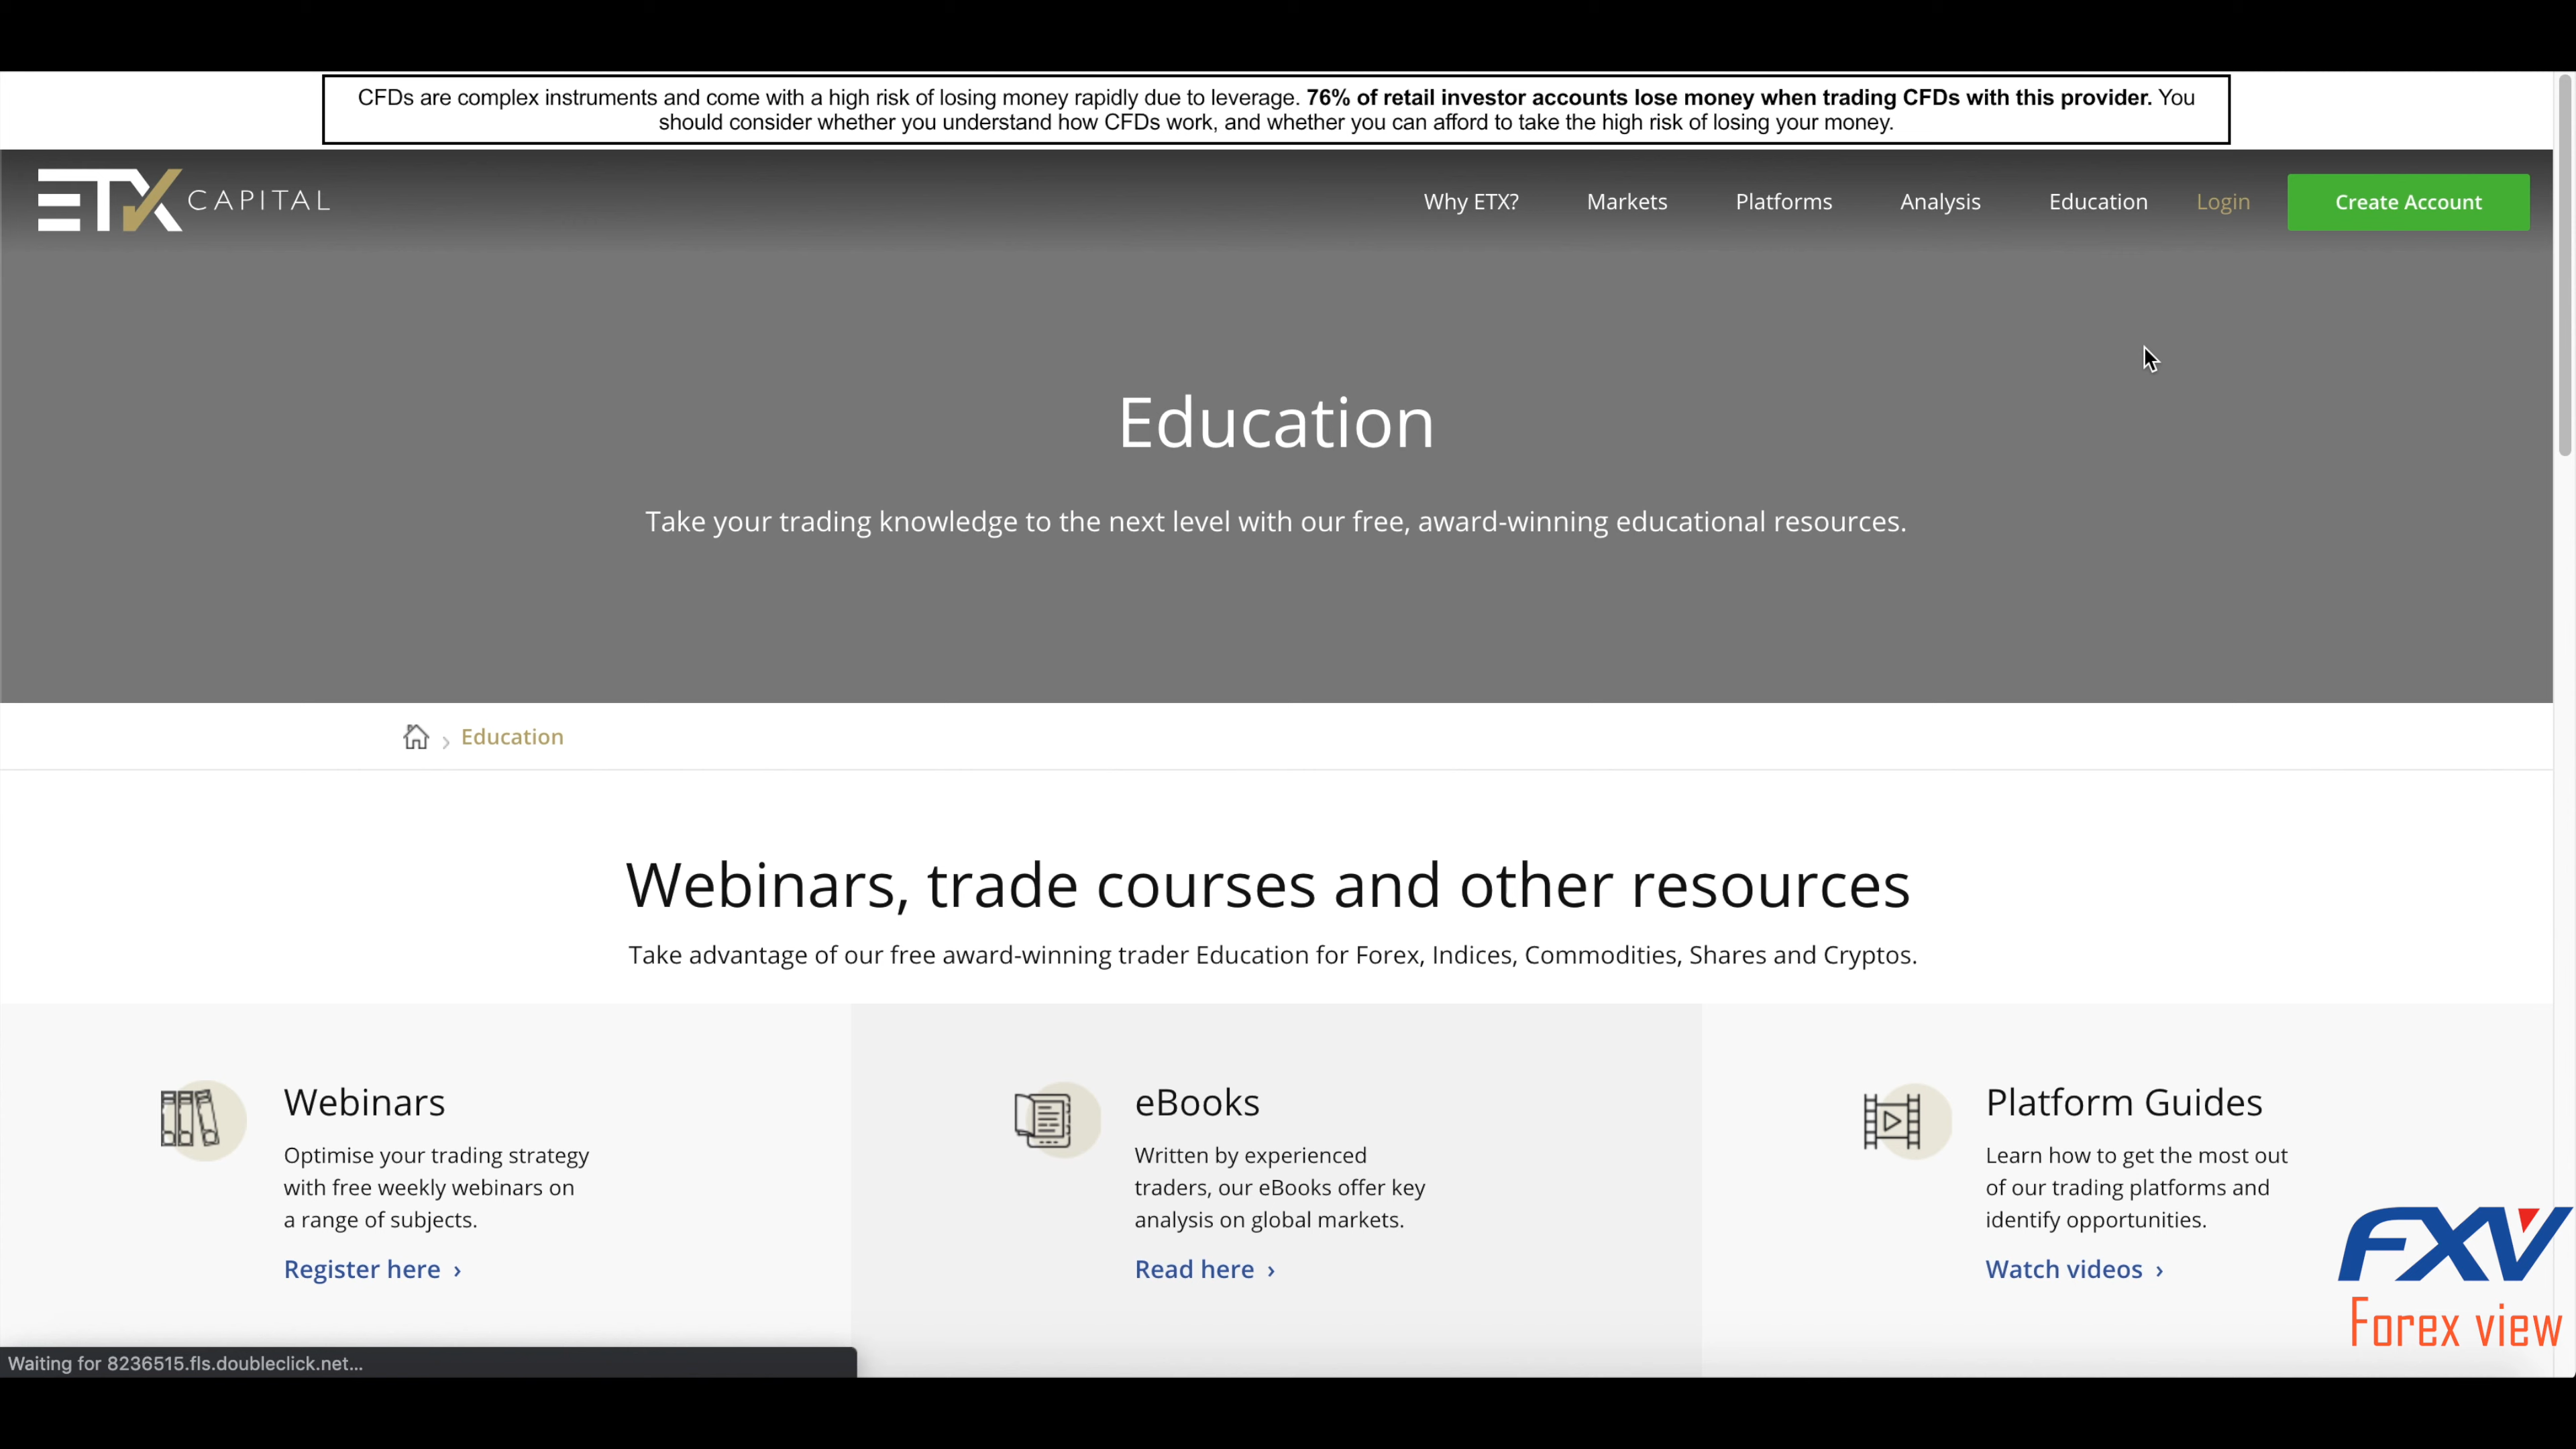 CFDs are complex instruments and come with a high risk of losing money rapidly due to leverage. 76% of retail investor accounts lose money when trading CFDs with this provider. You
should consider whether you understand how CFDs work, and whether you can afford to take the high risk of losing your money.
ETX CAPITAL
Why ETX?
Markets
Platforms
Analysis
Education
Login
Create Account
Education
Take your trading knowledge to the next level with our free, award-winning educational resources.
Education
Webinars, trade courses and other resources
Take advantage of our free award-winning trader Education for Forex, Indices, Commodities, Shares and Cryptos.
Webinars
Optimise your trading strategy
with free weekly webinars on
a range of subjects.
Register here ›
eBooks
Written by experienced
traders, our eBooks offer key
analysis on global markets.
Read here ›
Platform Guides
Learn how to get the most out
of our trading platforms and
identify opportunities.
Watch videos ›
FXV
Forex view
Waiting for 8236515.fls.doubleclick.net...